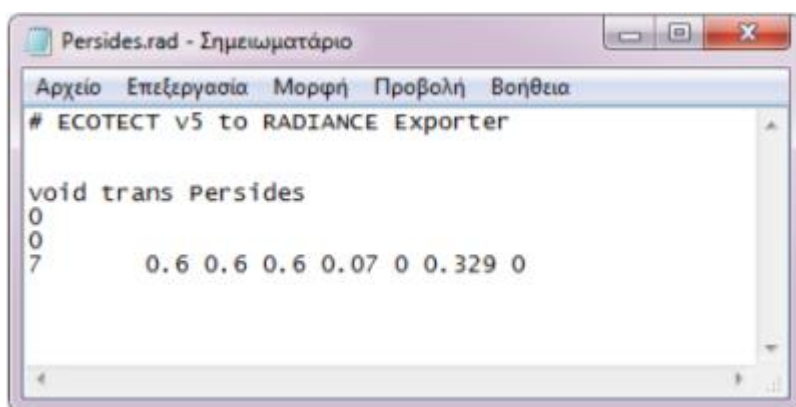 Persides.rad - Σημειωματάριο
Αρχείο Επεξεργασία Μορφή Προβολή Βοήθεια
# ECOTECT v5 to RADIANCE Exporter
void trans Persides
0
0
7 0.6 0.6 0.6 0.07 0 0.329 0